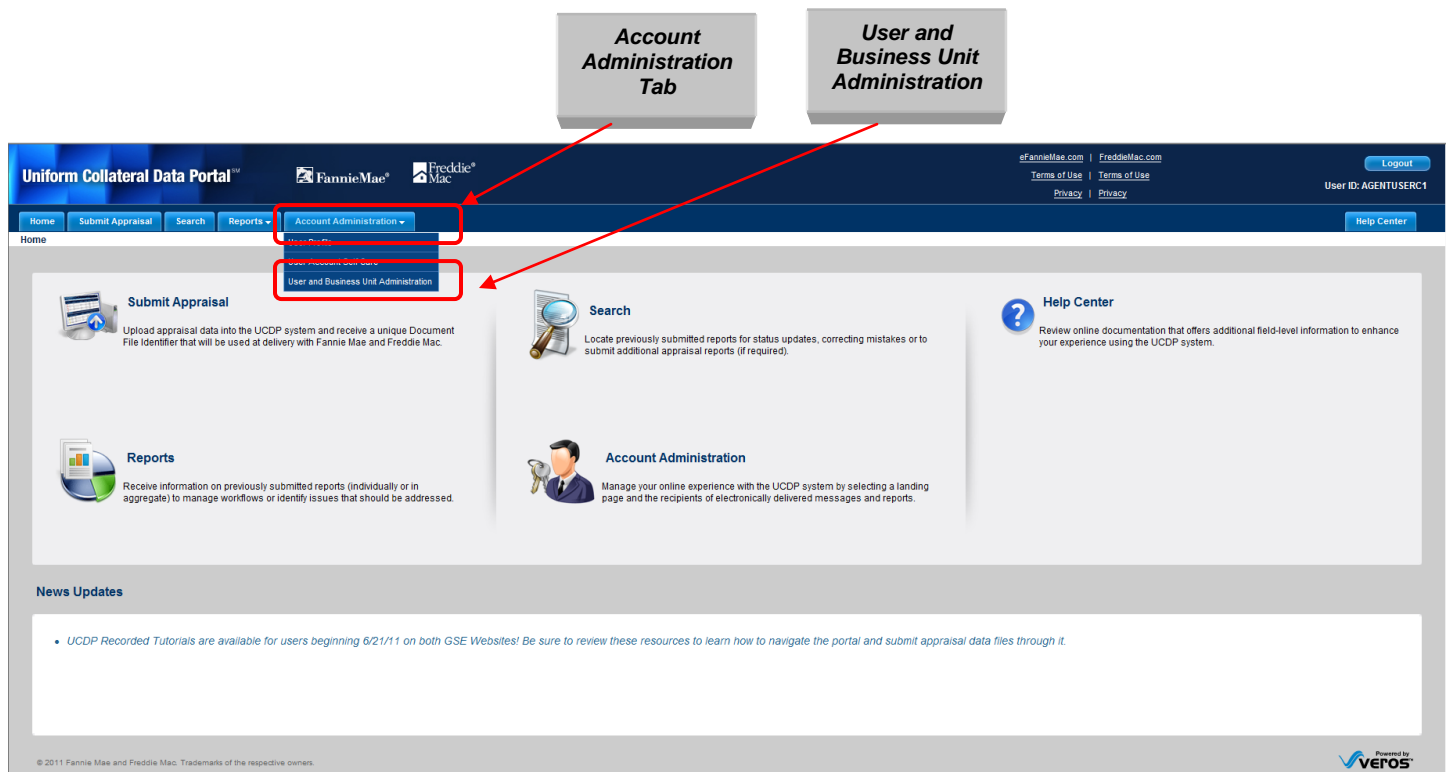 Account
Administration
Tab
User and
Business Unit
Administration
Uniform Collateral Data Portal℠
FannieMae®
Freddie®
Mac
eFannieMae.com | FreddieMac.com
Terms of Use | Terms of Use
Privacy | Privacy
Logout
User ID: AGENTUSERC1
Home Submit Appraisal Search Reports Account Administration Help Center
Home
User Profile
User Account Self Care
User and Business Unit Administration
Submit Appraisal
Upload appraisal data into the UCDP system and receive a unique Document
File Identifier that will be used at delivery with Fannie Mae and Freddie Mac.
Search
Locate previously submitted reports for status updates, correcting mistakes or to
submit additional appraisal reports (if required).
Help Center
Review online documentation that offers additional field-level information to enhance
your experience using the UCDP system.
Reports
Receive information on previously submitted reports (individually or in
aggregate) to manage workflows or identify issues that should be addressed.
Account Administration
Manage your online experience with the UCDP system by selecting a landing
page and the recipients of electronically delivered messages and reports.
News Updates
• UCDP Recorded Tutorials are available for users beginning 6/21/11 on both GSE Websites! Be sure to review these resources to learn how to navigate the portal and submit appraisal data files through it.
© 2011 Fannie Mae and Freddie Mac. Trademarks of the respective owners.
Powered by
veros™